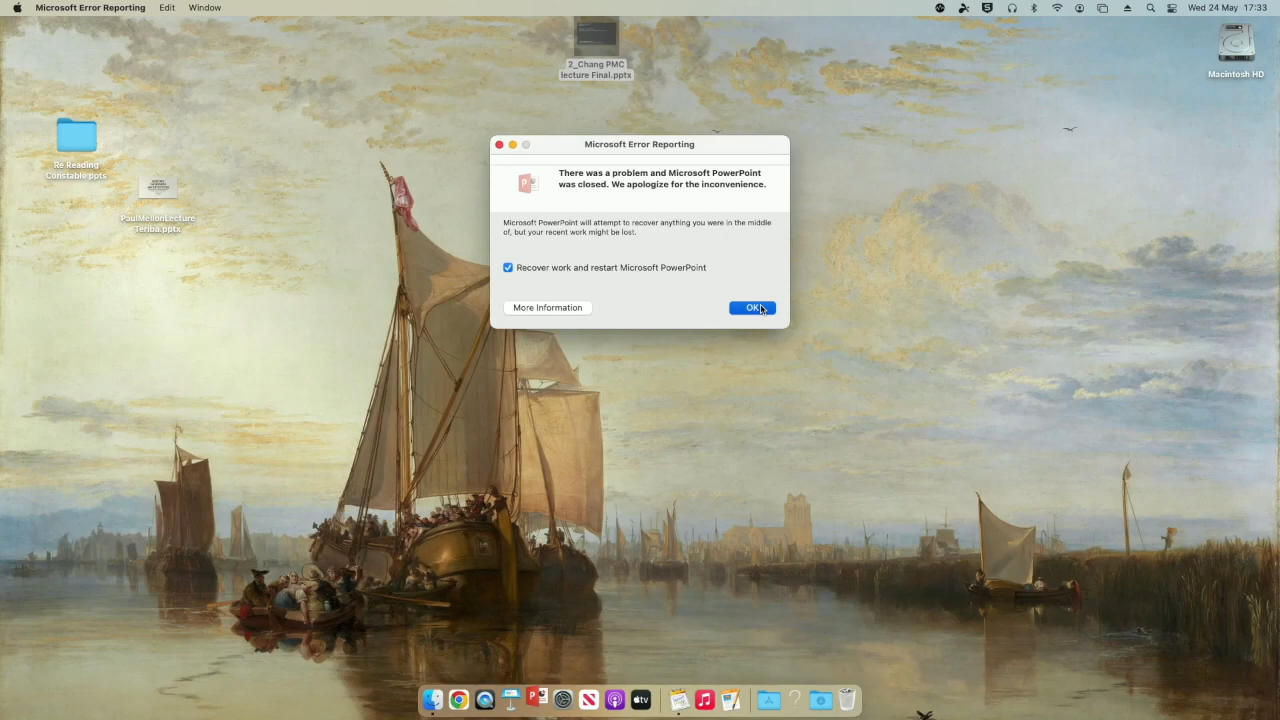 Microsoft Error Reporting Edit Window
Wed 24 May 17:33
2_Chang PMC
lecture Final.pptx
Macintosh HD
Re Reading
Constable ppts
PaulMellonLecture
Teriba.pptx
Microsoft Error Reporting
There was a problem and Microsoft PowerPoint
was closed. We apologize for the inconvenience.
Microsoft PowerPoint will attempt to recover anything you were in the middle
of, but your recent work might be lost.
Recover work and restart Microsoft PowerPoint
More Information
OK